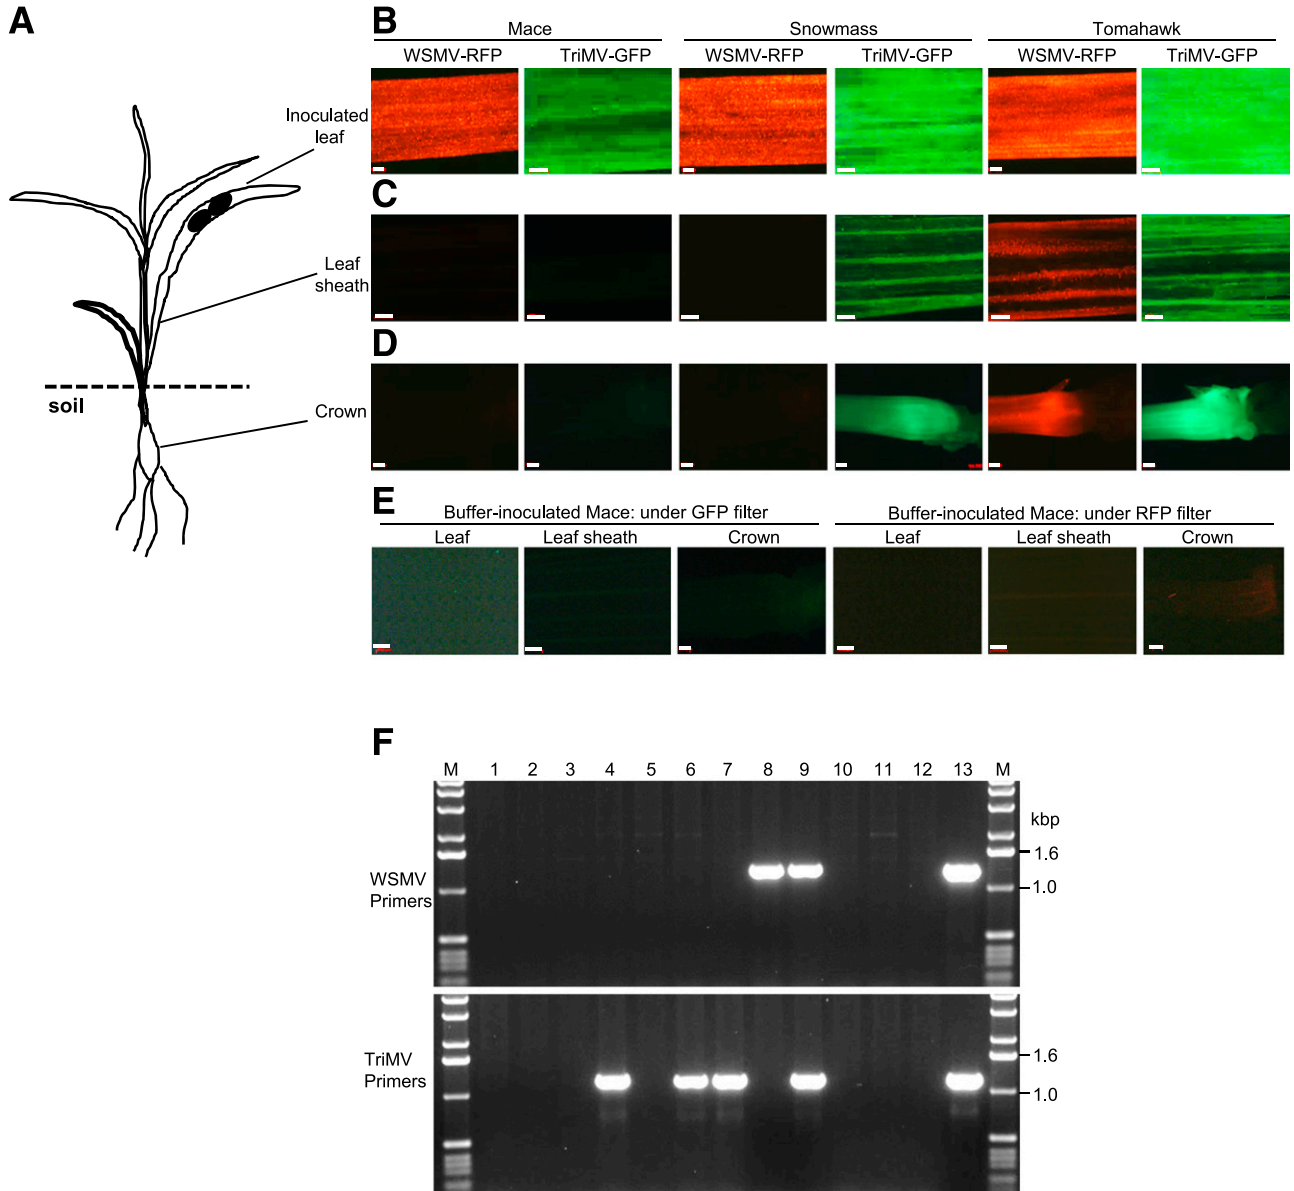 A
Inoculated
leaf
Leaf
sheath
soil
Crown
B
Mace Snowmass Tomahawk
WSMV-RFP TriMV-GFP WSMV-RFP TriMV-GFP WSMV-RFP TriMV-GFP
C
D
E
Buffer-inoculated Mace: under GFP filter Buffer-inoculated Mace: under RFP filter
Leaf Leaf sheath Crown Leaf Leaf sheath Crown
F
M 1 2 3 4 5 6 7 8 9 10 11 12 13 M
kbp
1.6
WSMV
Primers
1.0
1.6
TriMV
Primers
1.0